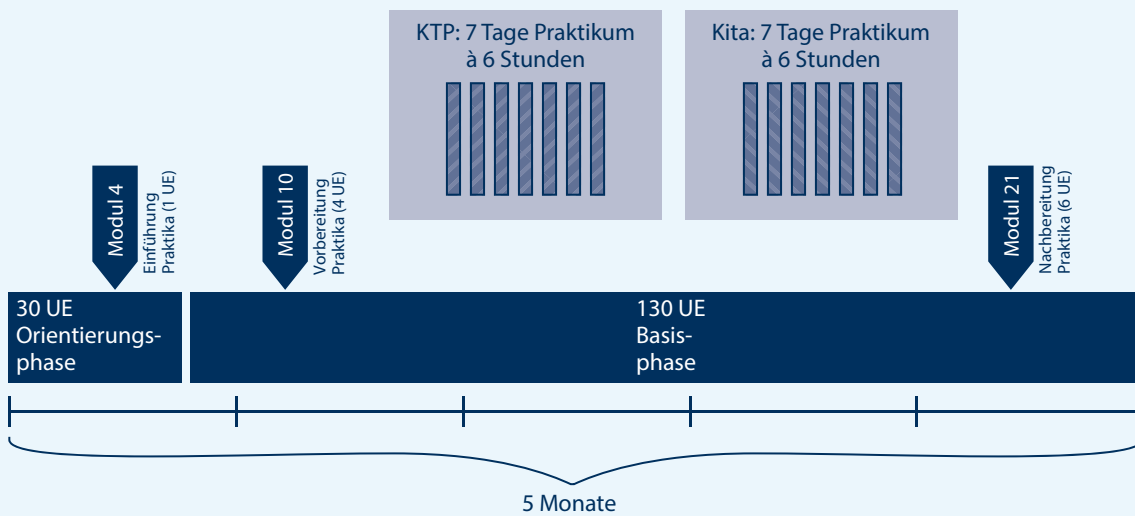 KTP: 7 Tage Praktikum
à 6 Stunden
Kita: 7 Tage Praktikum
à 6 Stunden
Modul 4
Einführung
Praktika (1 UE)
Modul 10
Vorbereitung
Praktika (4 UE)
Modul 21
Nachbereitung
Praktika (6 UE)
30 UE
Orientierungs-
phase
130 UE
Basis-
phase
5 Monate